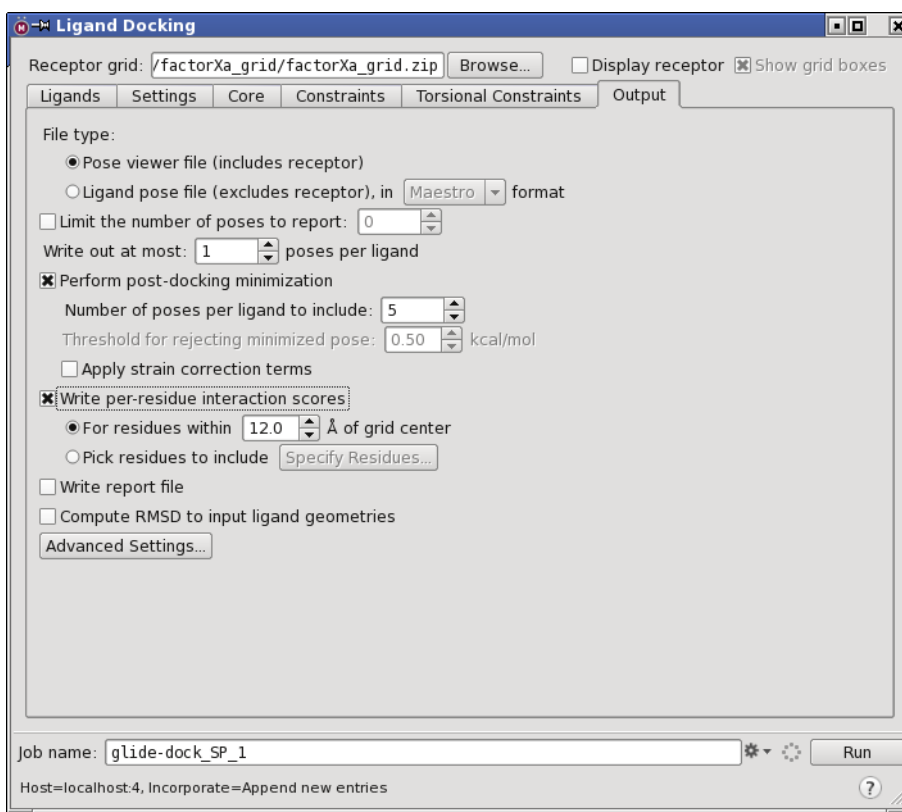 Ligand Docking
Receptor grid: /factorXa_grid/factorXa_grid.zip Browse... Display receptor Show grid boxes
Ligands Settings Core Constraints Torsional Constraints Output
File type:
Pose viewer file (includes receptor)
Ligand pose file (excludes receptor), in Maestro format
Limit the number of poses to report: 0
Write out at most: 1 poses per ligand
Perform post-docking minimization
Number of poses per ligand to include: 5
Threshold for rejecting minimized pose: 0.50 kcal/mol
Apply strain correction terms
Write per-residue interaction scores
For residues within 12.0 Å of grid center
Pick residues to include Specify Residues...
Write report file
Compute RMSD to input ligand geometries
Advanced Settings...
Job name: glide-dock_SP_1 Run
Host=localhost:4, Incorporate=Append new entries ?